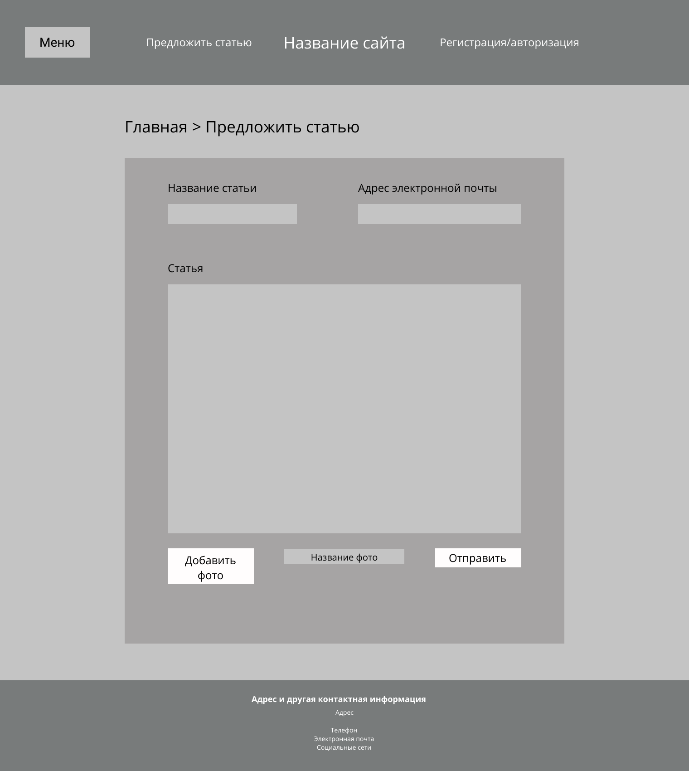 Меню
Предложить статью
Название сайта
Регистрация/авторизация
Главная > Предложить статью
Название статьи
Адрес электронной почты
Статья
Добавить
фото
Название фото
Отправить
Адрес и другая контактная информация
Адрес
Телефон
Электронная почта
Социальные сети